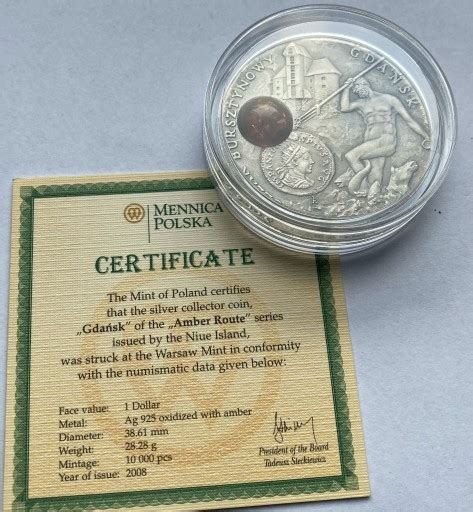 BURSZTYNOWY
GDAŃSK
MENNICA
POLSKA
CERTIFICATE
The Mint of Poland certifies
that the silver collector coin,
„Gdańsk” of the „Amber Route” series
issued by the Niue Island,
was struck at the Warsaw Mint in conformity
with the numismatic data given below:
Face value: 1 Dollar
Metal: Ag 925 oxidized with amber
Diameter: 38.61 mm
Weight: 28.28 g
Mintage: 10 000 pcs
Year of issue: 2008
President of the Board
Tadeusz Steckiewicz